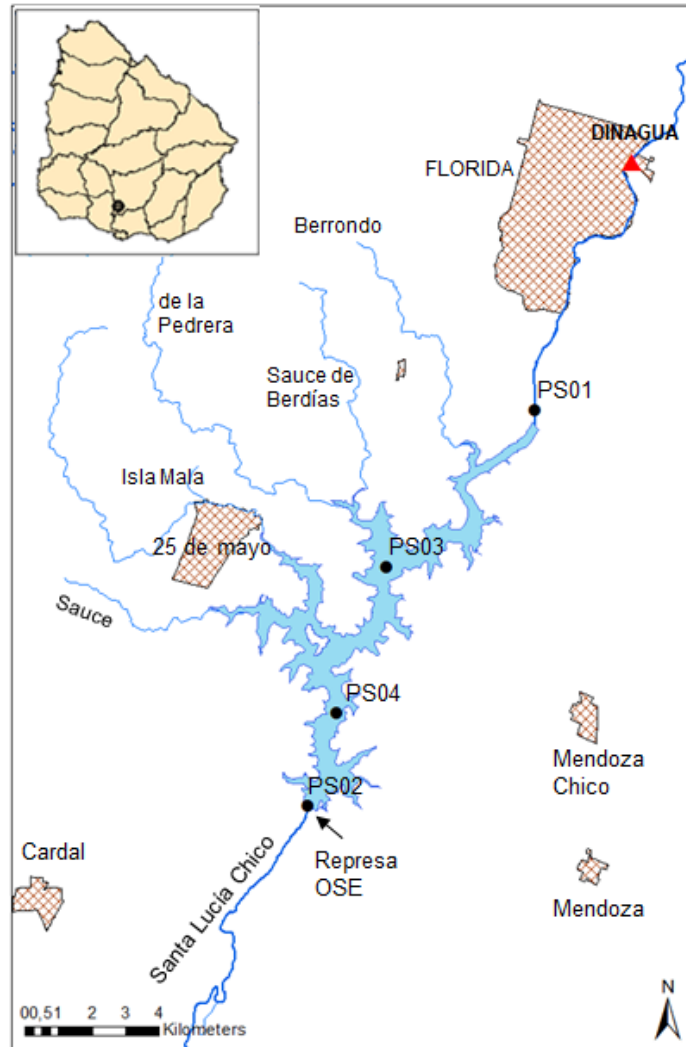 DINAGUA
FLORIDA
Berrondo
de la
Pedrera
Sauce de
Berdías
PS01
Isla Mala
25 de mayo
PS03
Sauce
PS04
Mendoza
Chico
PS02
Cardal
Represa
OSE
Mendoza
Santa Lucía Chico
N
00,51 2 3 4
Kilometers